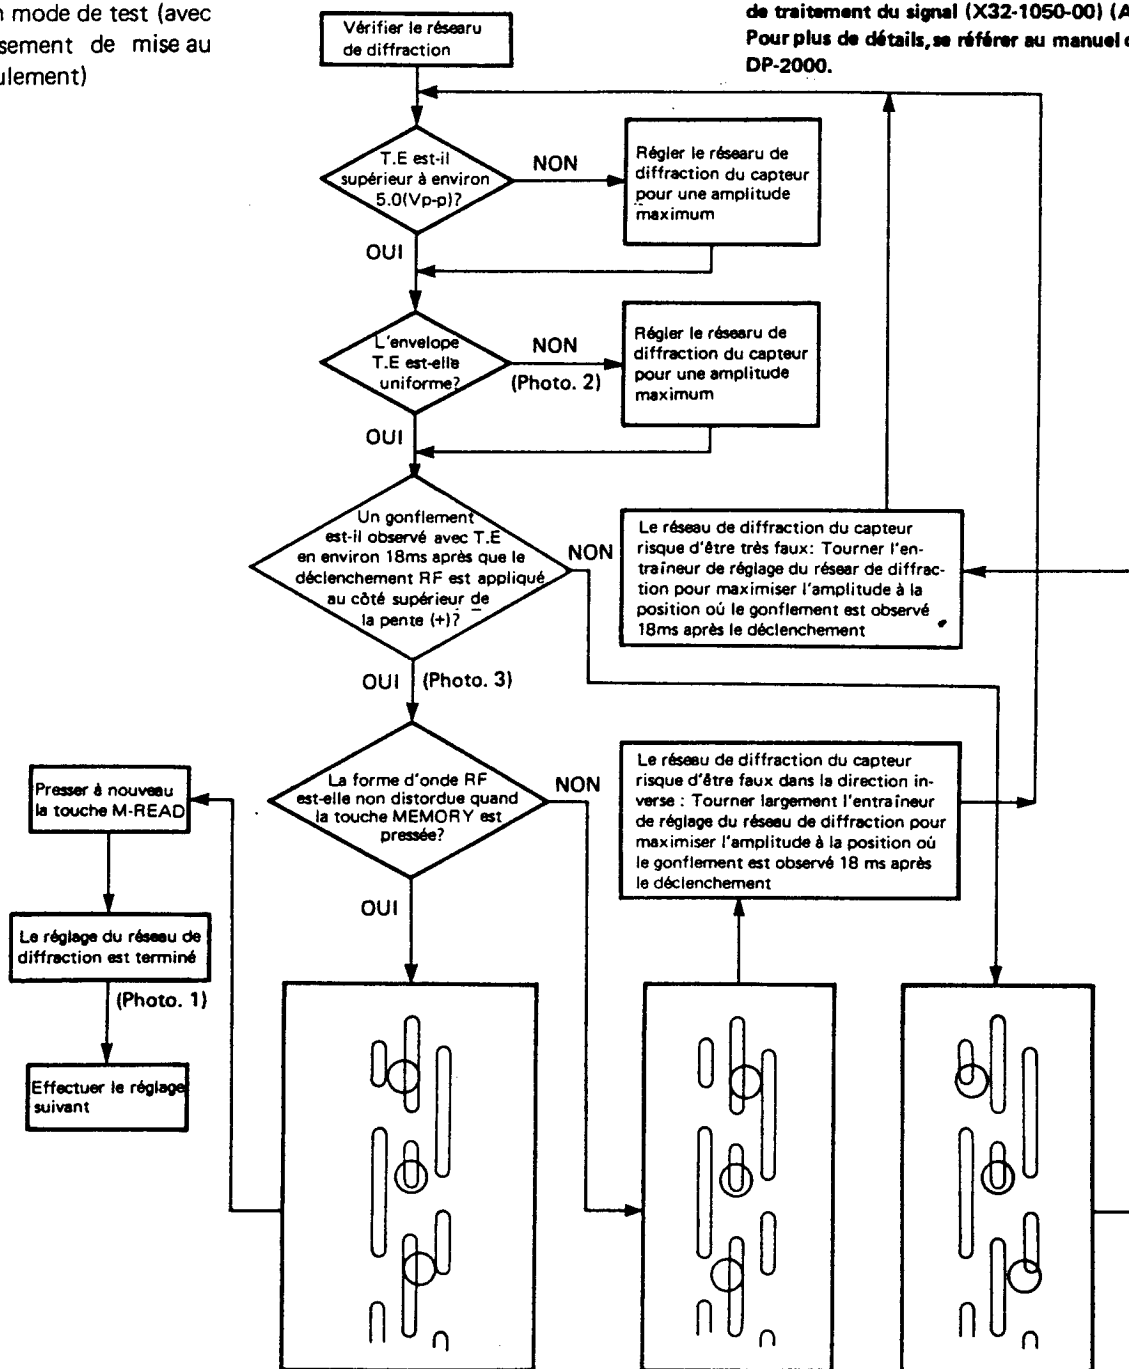 n mode de test (avec
sement de mise au
ulement)
de traitement du signal (X32-1050-00) (A
Pour plus de détails, se référer au manuel d
DP-2000.
Vérifier le réseau
de diffraction
T.E est-il
supérieur à environ
5.0(Vp-p)?
NON
Régler le résearu de
diffraction du capteur
pour une amplitude
maximum
OUI
L'envelope
T.E est-elle
uniforme?
NON
(Photo. 2)
Régler le résearu de
diffraction du capteur
pour une amplitude
maximum
OUI
Un gonflement
est-il observé avec T.E
en environ 18ms après que le
déclenchement RF est appliqué
au côté supérieur de
la pente (+)?
NON
Le réseau de diffraction du capteur
risque d'être très faux: Tourner l'en-
traîneur de réglage du résear de diffrac-
tion pour maximiser l'amplitude à la
position où le gonflement est observé
18ms après le déclenchement
OUI
(Photo. 3)
La forme d'onde RF
est-elle non distordue quand
la touche MEMORY est
pressée?
NON
Le réseau de diffraction du capteur
risque d'être faux dans la direction in-
verse : Tourner largement l'entraîneur
de réglage du réseau de diffraction pour
maximiser l'amplitude à la position où
le gonflement est observé 18 ms après
le déclenchement
OUI
Presser à nouveau
la touche M-READ
Le réglage du réseau de
diffraction est terminé
(Photo. 1)
Effectuer le réglage
suivant